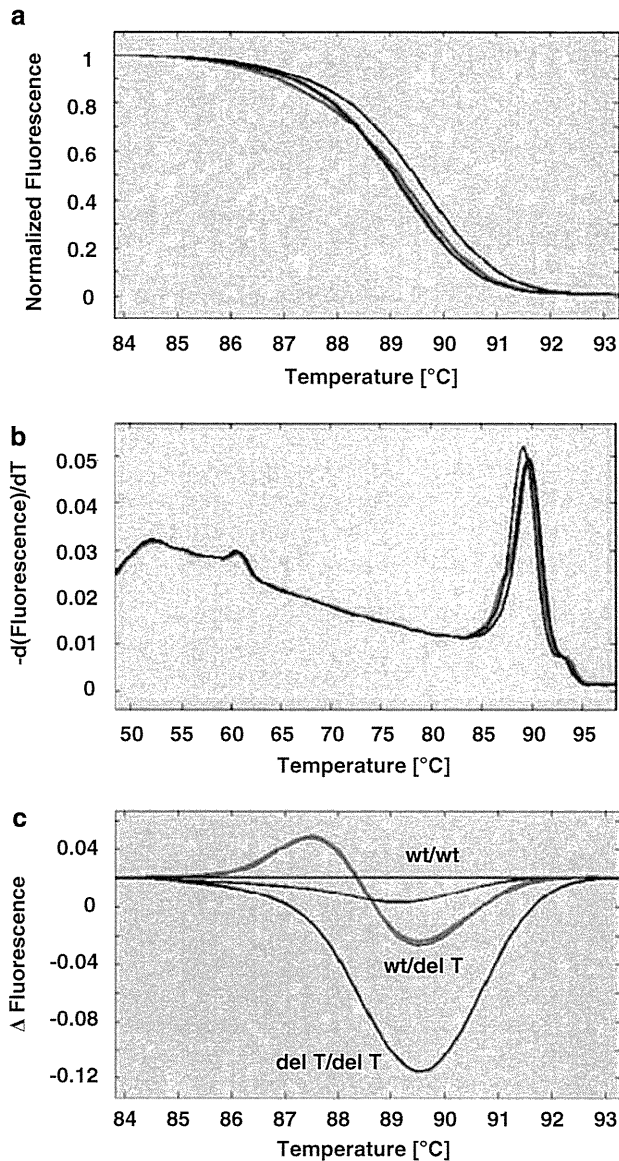 a
Normalized Fluorescence
1
0.8
0.6
0.4
0.2
0
84 85 86 87 88 89 90 91 92 93
Temperature [°C]
b
-d(Fluorescence)/dT
0.05
0.04
0.03
0.02
0.01
0
50 55 60 65 70 75 80 85 90 95
Temperature [°C]
c
Δ Fluorescence
0.04
0
-0.04
-0.08
-0.12
wt/wt
wt/del T
del T/del T
84 85 86 87 88 89 90 91 92 93
Temperature [°C]